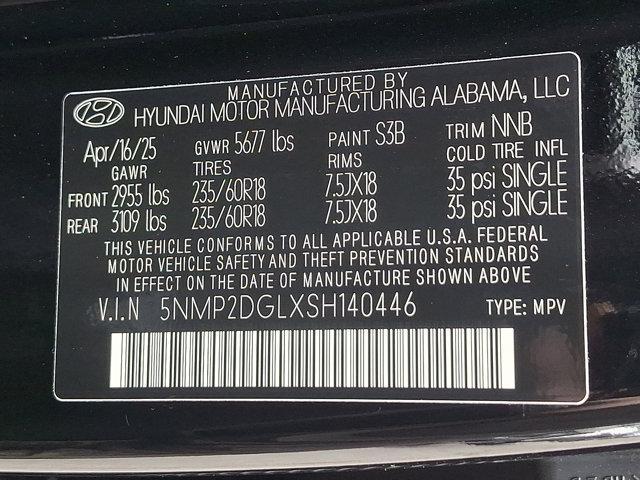 MANUFACTURED BY
HYUNDAI MOTOR MANUFACTURING ALABAMA, LLC
Apr/16/25 GVWR 5677 lbs PAINT S3B TRIM NNB
GAWR TIRES RIMS COLD TIRE INFL
FRONT 2955 lbs 235/60R18 7.5JX18 35 psi SINGLE
REAR 3109 lbs 235/60R18 7.5JX18 35 psi SINGLE
THIS VEHICLE CONFORMS TO ALL APPLICABLE U.S.A. FEDERAL
MOTOR VEHICLE SAFETY AND THEFT PREVENTION STANDARDS
IN EFFECT ON THE DATE OF MANUFACTURE SHOWN ABOVE
V.I.N 5NMP2DGLXSH140446 TYPE: MPV